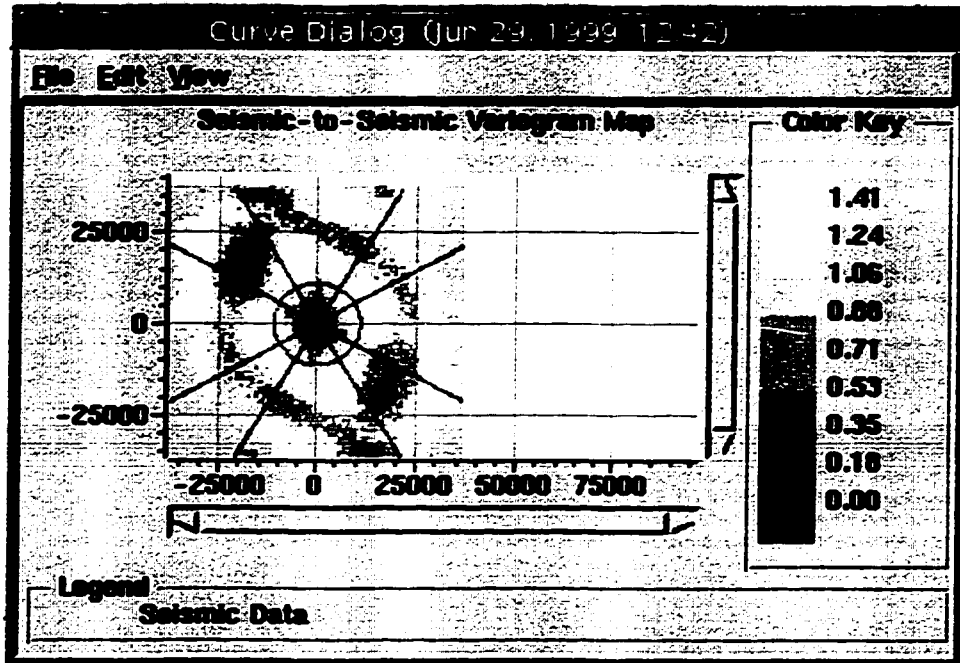 Curve Dialog (Jun 29, 1999 12:42)
File Edit View
Seismic-to-Seismic Variogram Map
Color Key
1.41
1.24
1.06
0.88
0.71
0.53
0.35
0.18
0.00
25000
0
-25000
-25000 0 25000 50000 75000
Legend
Seismic Data